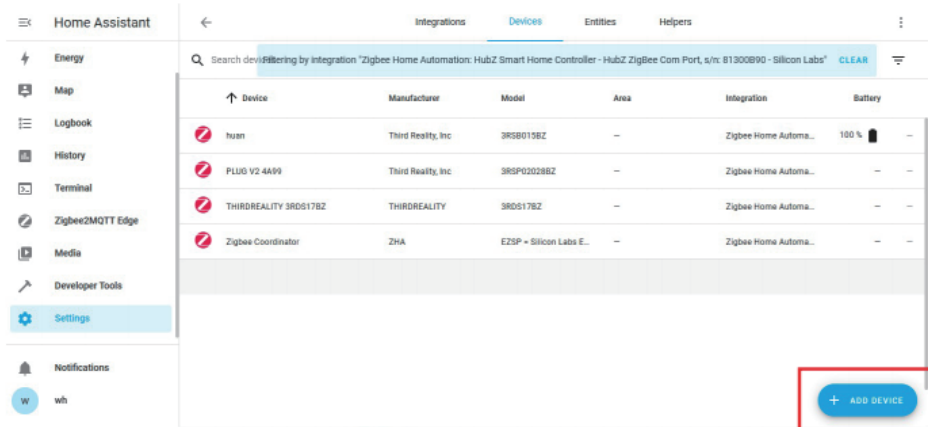 Home Assistant
Integrations
Devices
Entities
Helpers
Energy
Map
Logbook
History
Terminal
Zigbee2MQTT Edge
Media
Developer Tools
Settings
Notifications
W wh
Search devi Filtering by integration "Zigbee Home Automation: HubZ Smart Home Controller - HubZ ZigBee Com Port, s/n: 81300B90 - Silicon Labs" CLEAR
Device Manufacturer Model Area Integration Battery
huan Third Reality, Inc 3RSB015BZ – Zigbee Home Automa... 100 % –
PLUG V2 4A99 Third Reality, Inc 3RSP02028BZ – Zigbee Home Automa... – –
THIRDREALITY 3RDS17BZ THIRDREALITY 3RDS17BZ – Zigbee Home Automa... – –
Zigbee Coordinator ZHA EZSP = Silicon Labs E... – Zigbee Home Automa... – –
+ ADD DEVICE